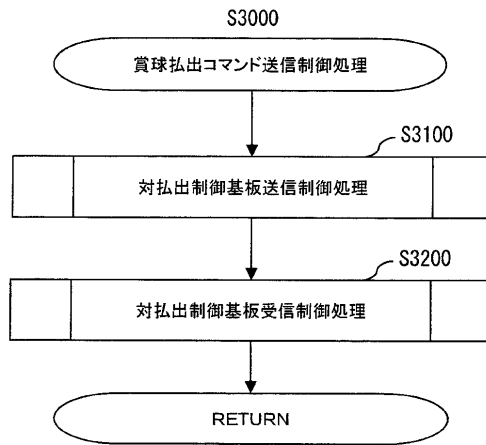 S3000
賞球払出コマンド送信制御処理
S3100
対払出制御基板送信制御処理
S3200
対払出制御基板受信制御処理
RETURN